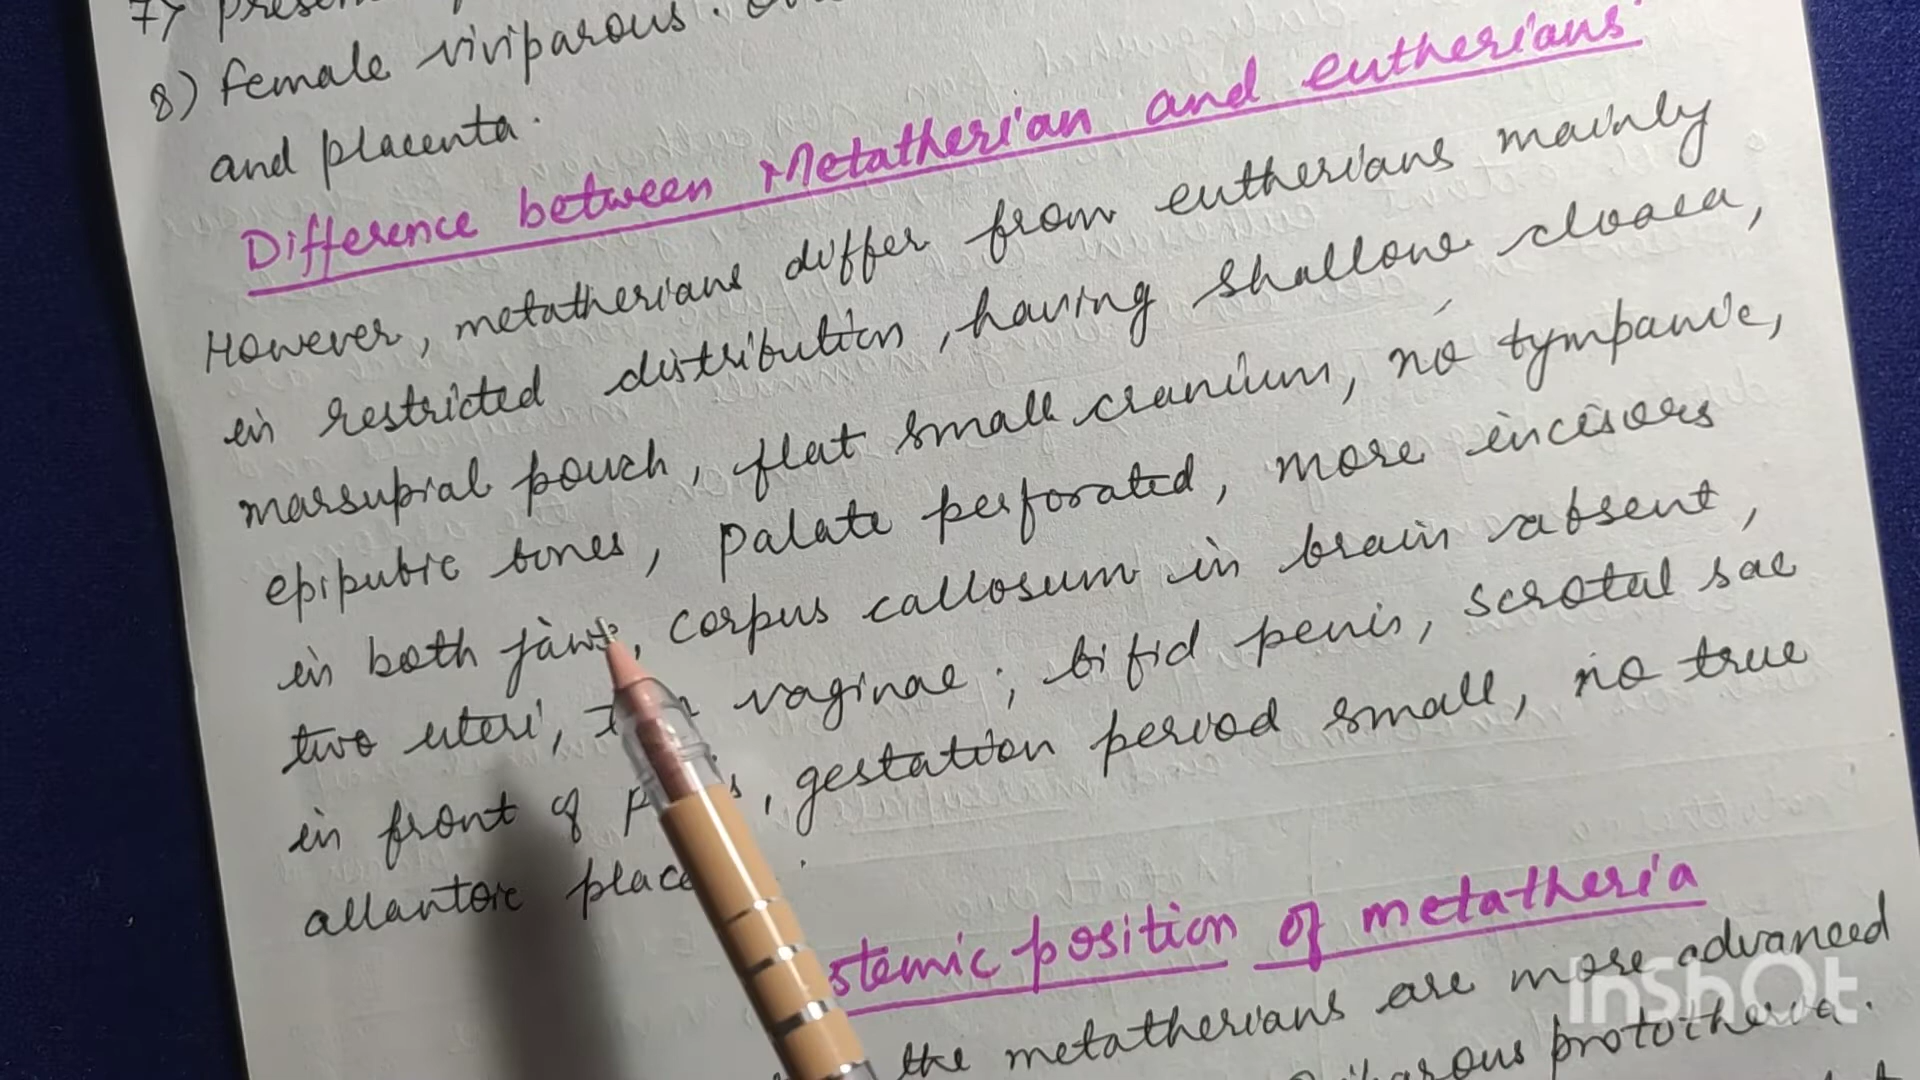 8) female viviparous.
and placenta.
Difference between Metatherian and eutherians
However, metatherians differ from eutherians mainly
in restricted distribution, having shallow cloaca,
marsupial pouch, flat small cranium, no tympanic,
epipubic bones, palate perforated, more incisors
in both jaws, corpus callosum in brain absent,
two uteri, vaginae; bifid penis, scrotal sac
in front of, gestation period small, no true
allantoic
position of metatheria
the metatherians are more advanced
prototheria.
InShOt